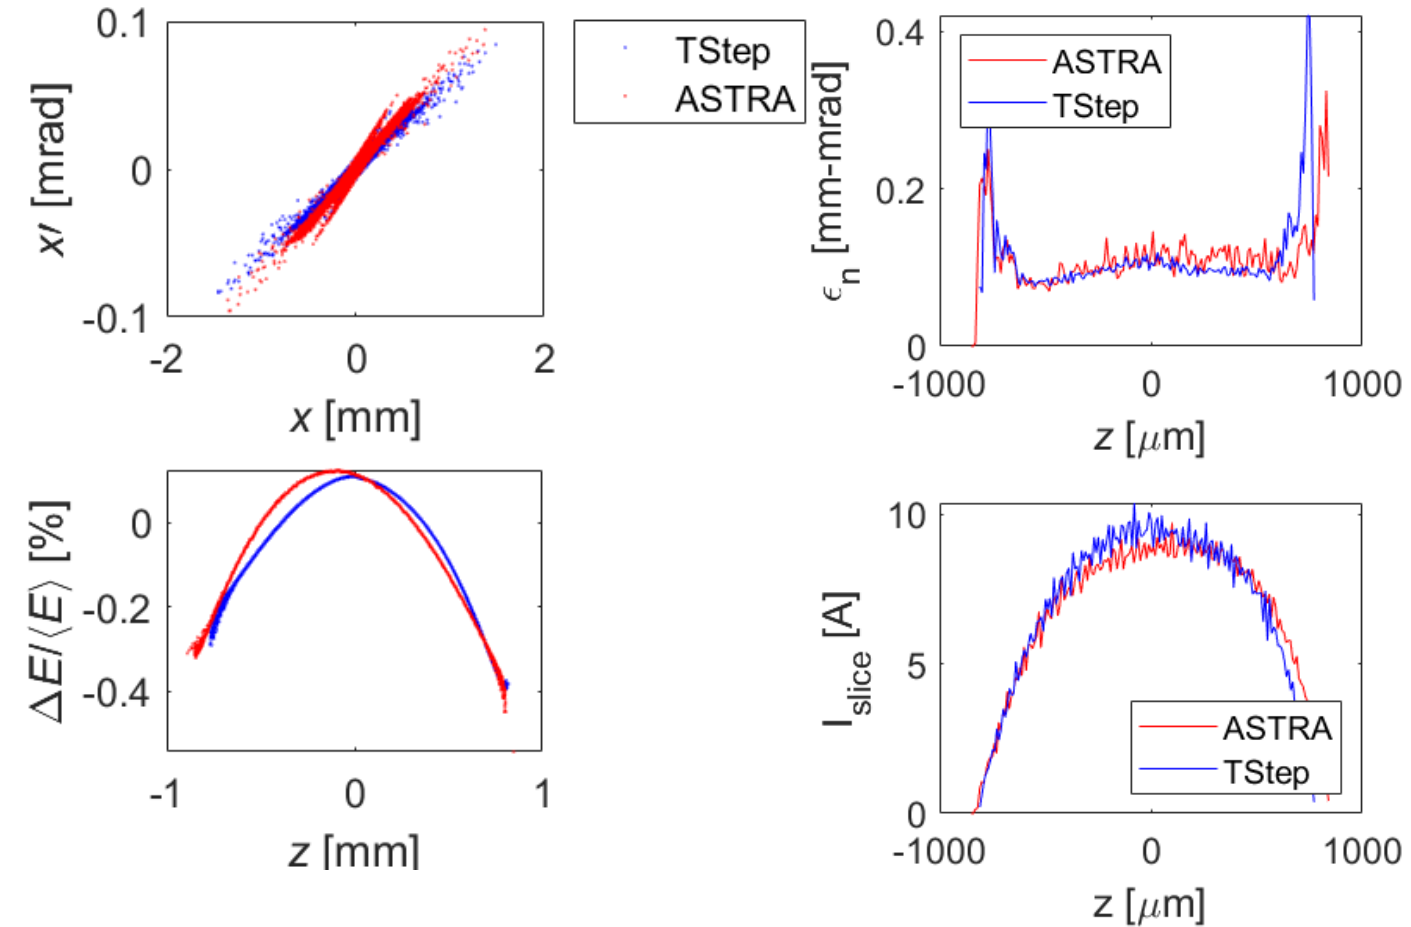 0.1
0
-0.1
x′ [mrad]
-2
0
2
x [mm]
TStep
ASTRA
0.4
0.2
0
ϵn [mm-mrad]
ASTRA
TStep
-1000
0
1000
z [μm]
0
-0.2
-0.4
ΔE/⟨E⟩ [%]
-1
0
1
z [mm]
10
5
0
Islice [A]
ASTRA
TStep
-1000
0
1000
z [μm]